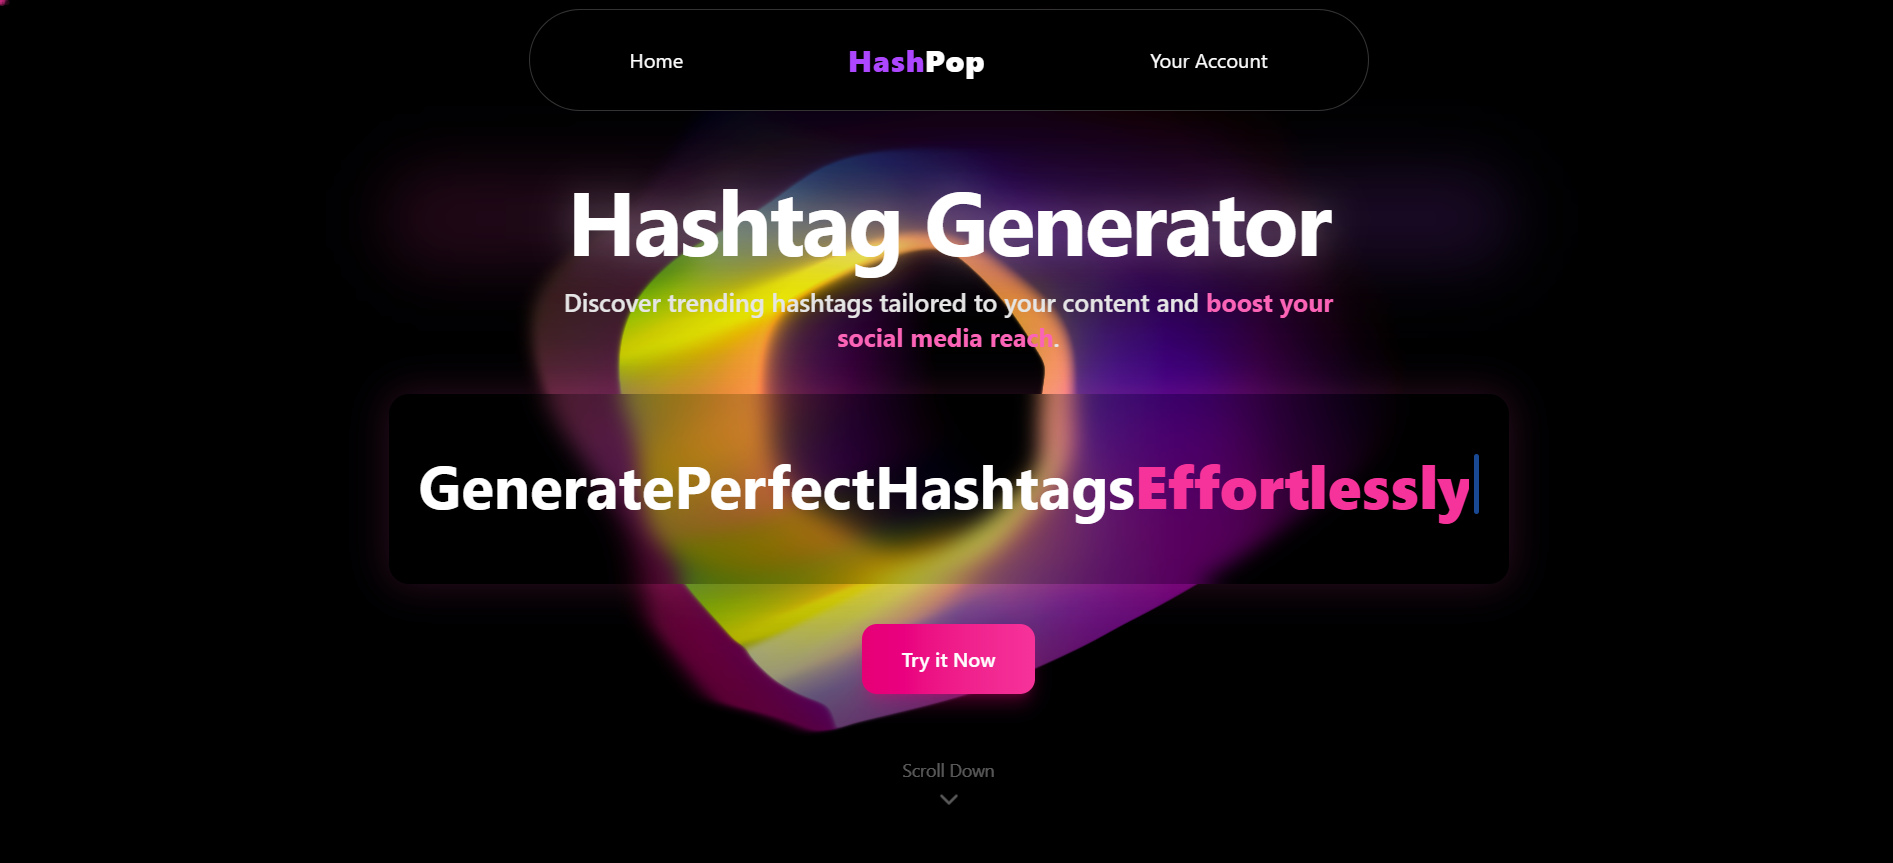 Home
HashPop
Your Account
Hashtag Generator
Discover trending hashtags tailored to your content and boost your
social media reach.
GeneratePerfectHashtagsEffortlessly
Try it Now
Scroll Down